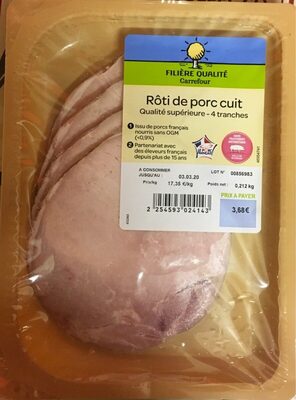 FILIÈRE QUALITÉ
Carrefour
Rôti de porc cuit
Qualité supérieure - 4 tranches
1 Issu de porcs français
nourris sans OGM
(<0,9%)
2 Partenariat avec
des éleveurs français
depuis plus de 15 ans
A CONSOMMER
JUSQU'AU : 03.03.20
LOT N° 00856983
Prix/kg 17,35 €/kg
Poids net : 0,212 kg
PRIX A PAYER
3,68€
2 254593 024143